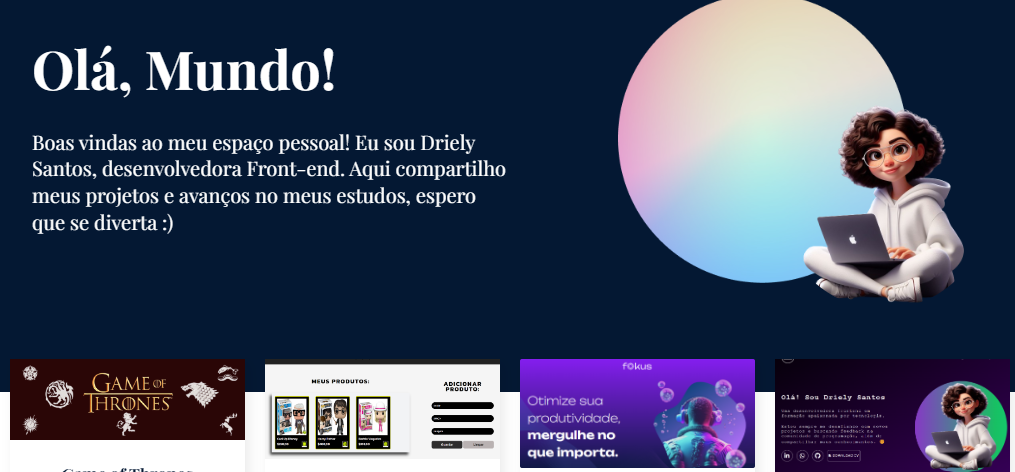 Olá, Mundo!
Boas vindas ao meu espaço pessoal! Eu sou Driely
Santos, desenvolvedora Front-end. Aqui compartilho
meus projetos e avanços no meus estudos, espero
que se diverta :)
GAME OF
THRONES
MEUS PRODUTOS:
ADICIONAR
PRODUTO:
fokus
Otimize sua
produtividade,
mergulhe no
que importa.
Olá! Sou Driely Santos